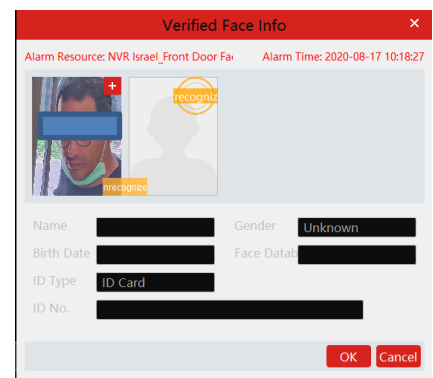 Verified Face Info
Alarm Resource: NVR Israel_Front Door Fa Alarm Time: 2020-08-17 10:18:27
recogniz
nrecognize
Name Gender Unknown
Birth Date Face Datab
ID Type ID Card
ID No.
OK Cancel